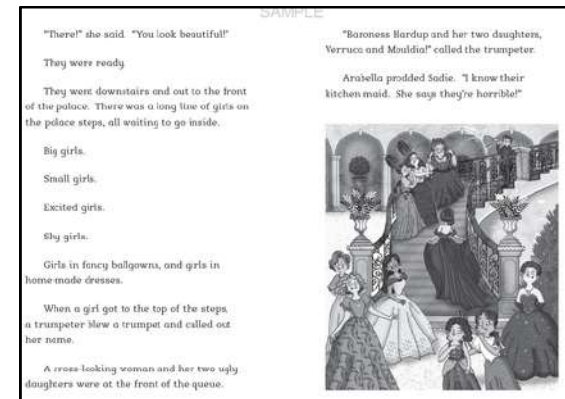 SAMPLE
"There!" she said. "You look beautiful!"
They were ready.
They went downstairs and out to the front
of the palace. There was a long line of girls on
the palace steps, all waiting to go inside.
Big girls.
Small girls.
Excited girls.
Shy girls.
Girls in fancy ballgowns, and girls in
home-made dresses.
When a girl got to the top of the steps,
a trumpeter blew a trumpet and called out
her name.
A cross-looking woman and her two ugly
daughters were at the front of the queue.
"Baroness Hardup and her two daughters,
Verruca and Mouldia!" called the trumpeter.
Arabella prodded Sadie. "I know their
kitchen maid. She says they're horrible!"